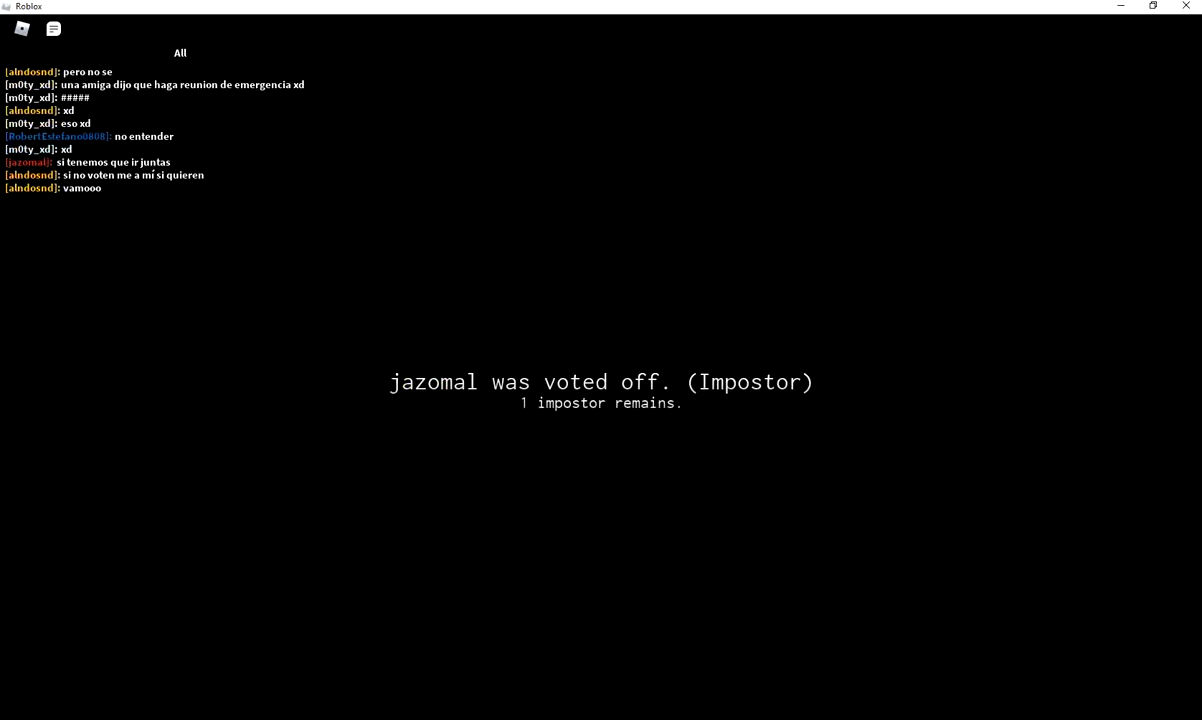 Roblox
All
[alndosnd]: pero no se
[m0ty_xd]: una amiga dijo que haga reunion de emergencia xd
[m0ty_xd]: #####
[alndosnd]: xd
[m0ty_xd]: eso xd
[RobertEstefano0808]: no entender
[m0ty_xd]: xd
[jazomal]: si tenemos que ir juntas
[alndosnd]: si no voten me a mí si quieren
[alndosnd]: vamooo
jazomal was voted off. (Impostor)
1 impostor remains.